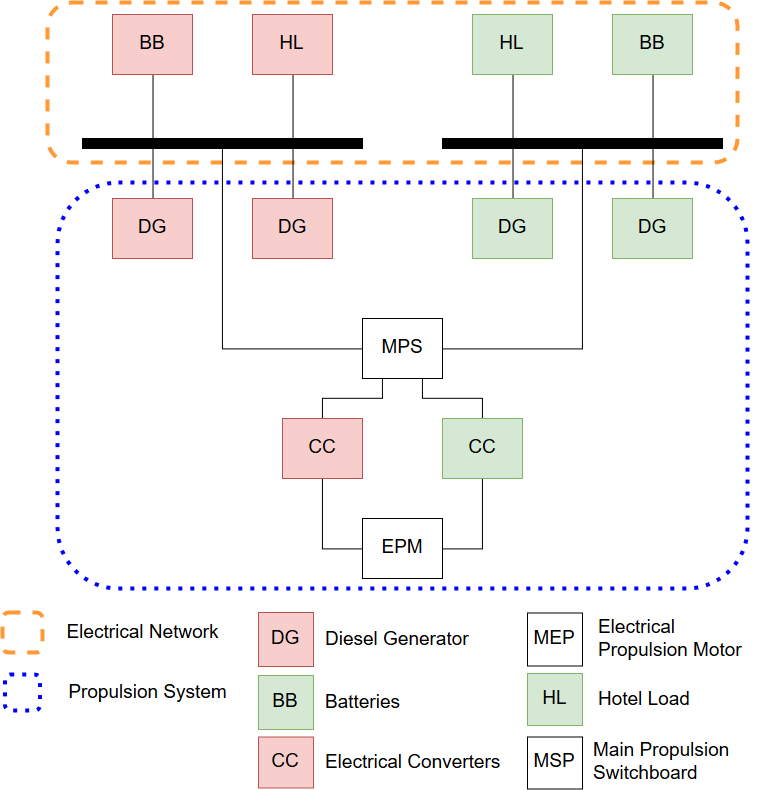 BB
HL
HL
BB
DG
DG
DG
DG
MPS
CC
CC
EPM
Electrical Network
Propulsion System
DG
Diesel Generator
BB
Batteries
CC
Electrical Converters
MEP
Electrical
Propulsion Motor
HL
Hotel Load
MSP
Main Propulsion
Switchboard